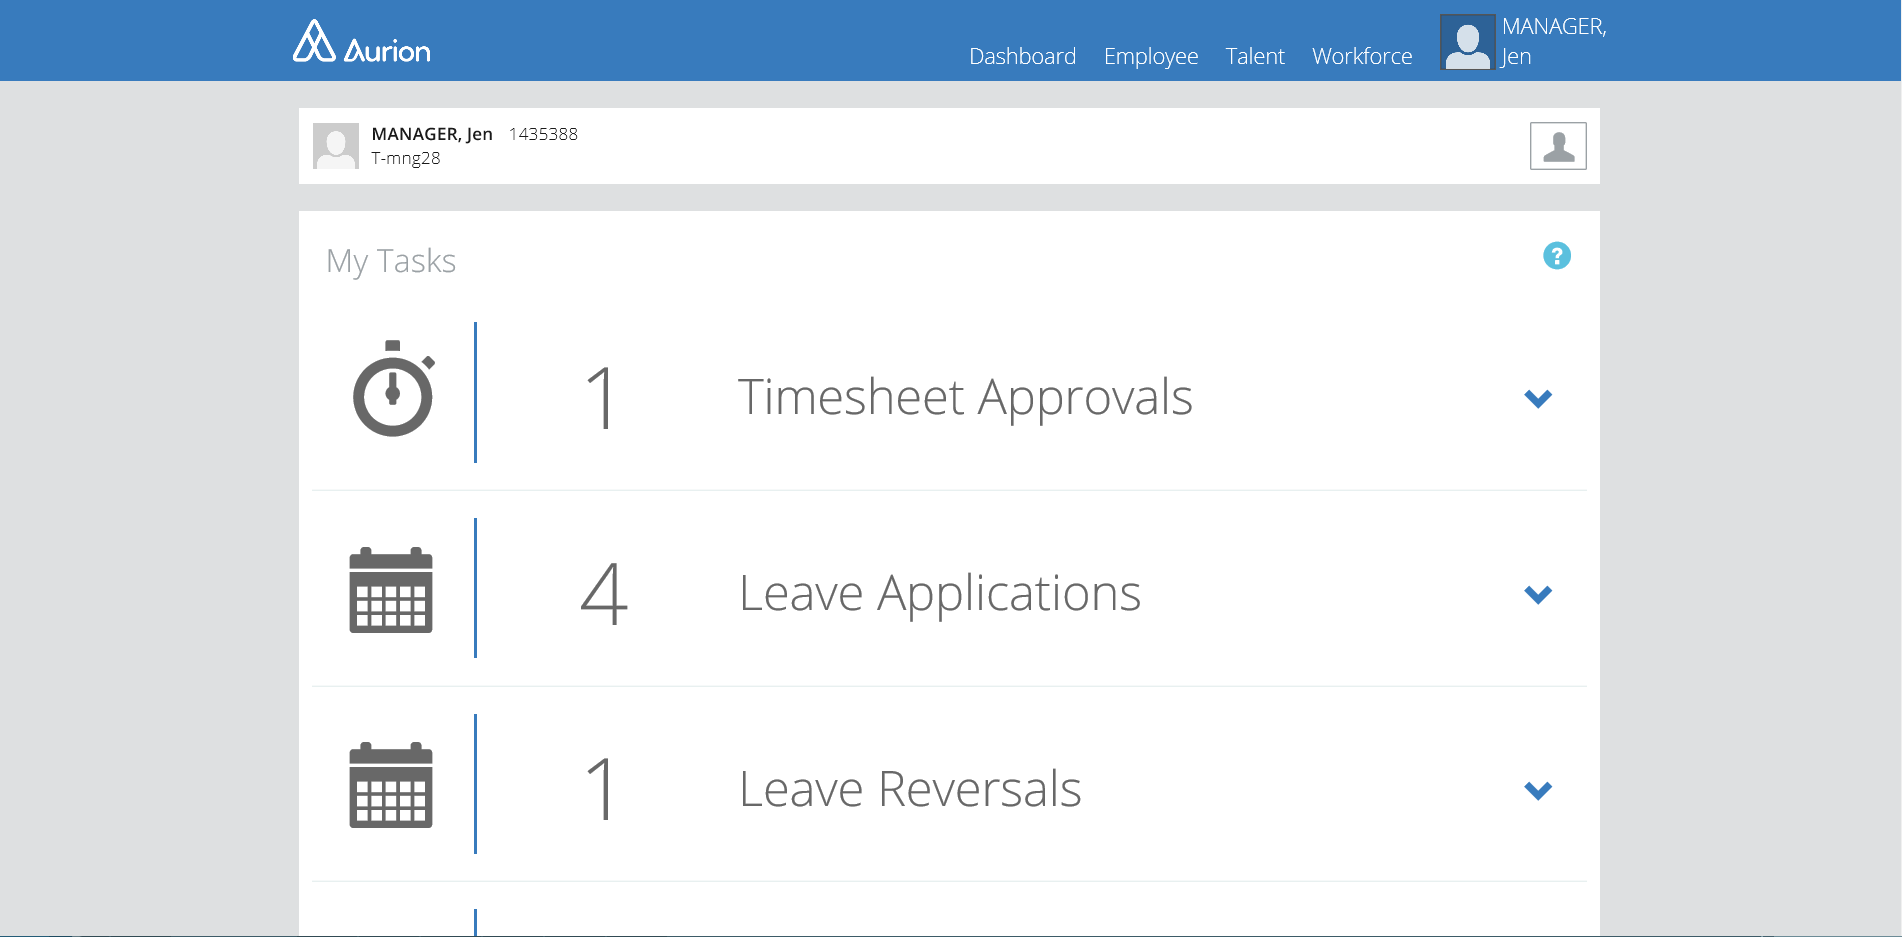 Aurion
Dashboard Employee Talent Workforce
MANAGER,
Jen
MANAGER, Jen 1435388
T-mng28
My Tasks
?
1 Timesheet Approvals
4 Leave Applications
1 Leave Reversals